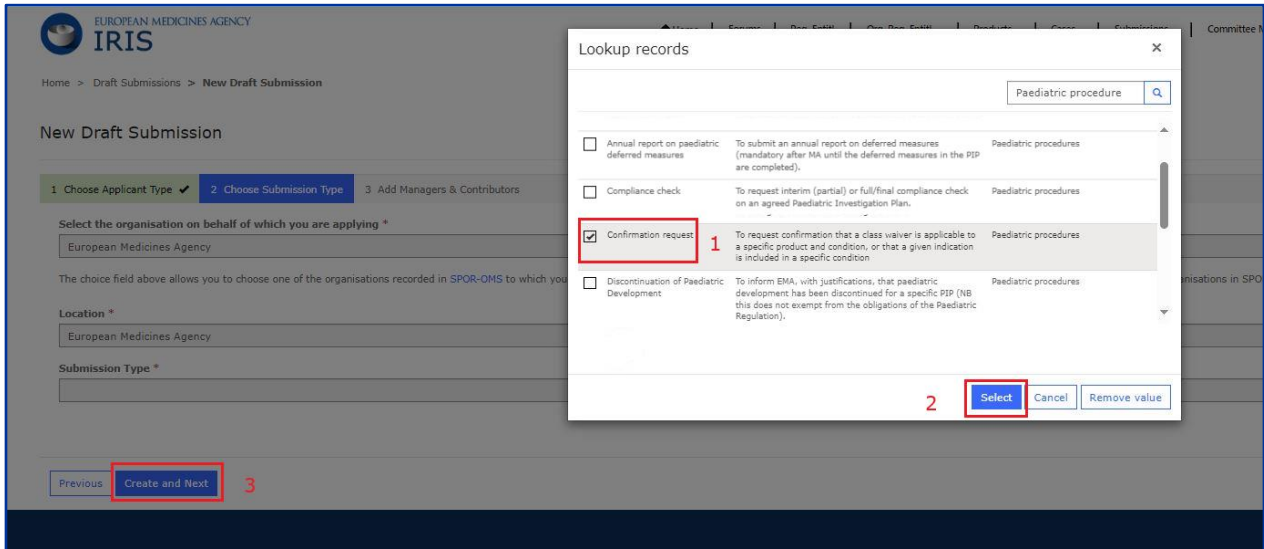 EUROPEAN MEDICINES AGENCY
IRIS
Home
Products
Cases
Submissions
Committee M
Home > Draft Submissions > New Draft Submission
New Draft Submission
1 Choose Applicant Type ✔ 2 Choose Submission Type 3 Add Managers & Contributors
Select the organisation on behalf of which you are applying *
European Medicines Agency
The choice field above allows you to choose one of the organisations recorded in SPOR-OMS to which you
nisations in SPO
Location *
European Medicines Agency
Submission Type *
Previous
Create and Next
3
Lookup records
×
Paediatric procedure
Annual report on paediatric
deferred measures
To submit an annual report on deferred measures
(mandatory after MA until the deferred measures in the PIP
are completed).
Paediatric procedures
Compliance check
To request interim (partial) or full/final compliance check
on an agreed Paediatric Investigation Plan.
Paediatric procedures
Confirmation request
1
To request confirmation that a class waiver is applicable to
a specific product and condition, or that a given indication
is included in a specific condition
Paediatric procedures
Discontinuation of Paediatric
Development
To inform EMA, with justifications, that paediatric
development has been discontinued for a specific PIP (NB
this does not exempt from the obligations of the Paediatric
Regulation).
Paediatric procedures
2
Select
Cancel
Remove value